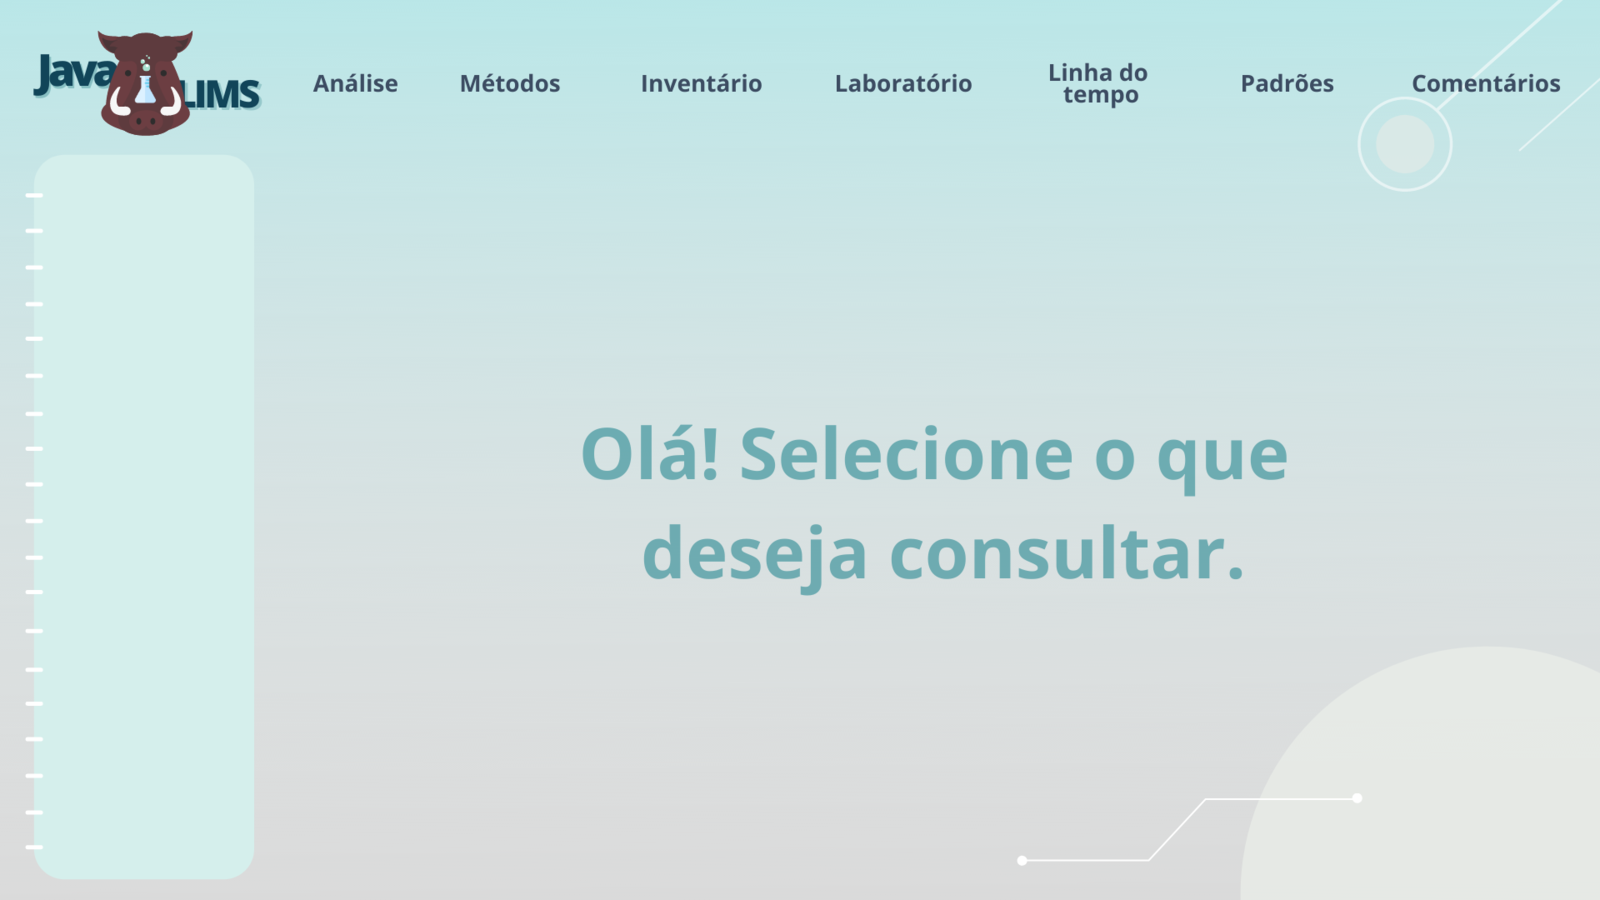 Java
LIMS
Análise
Métodos
Inventário
Laboratório
Linha do
tempo
Padrões
Comentários
Olá! Selecione o que
deseja consultar.